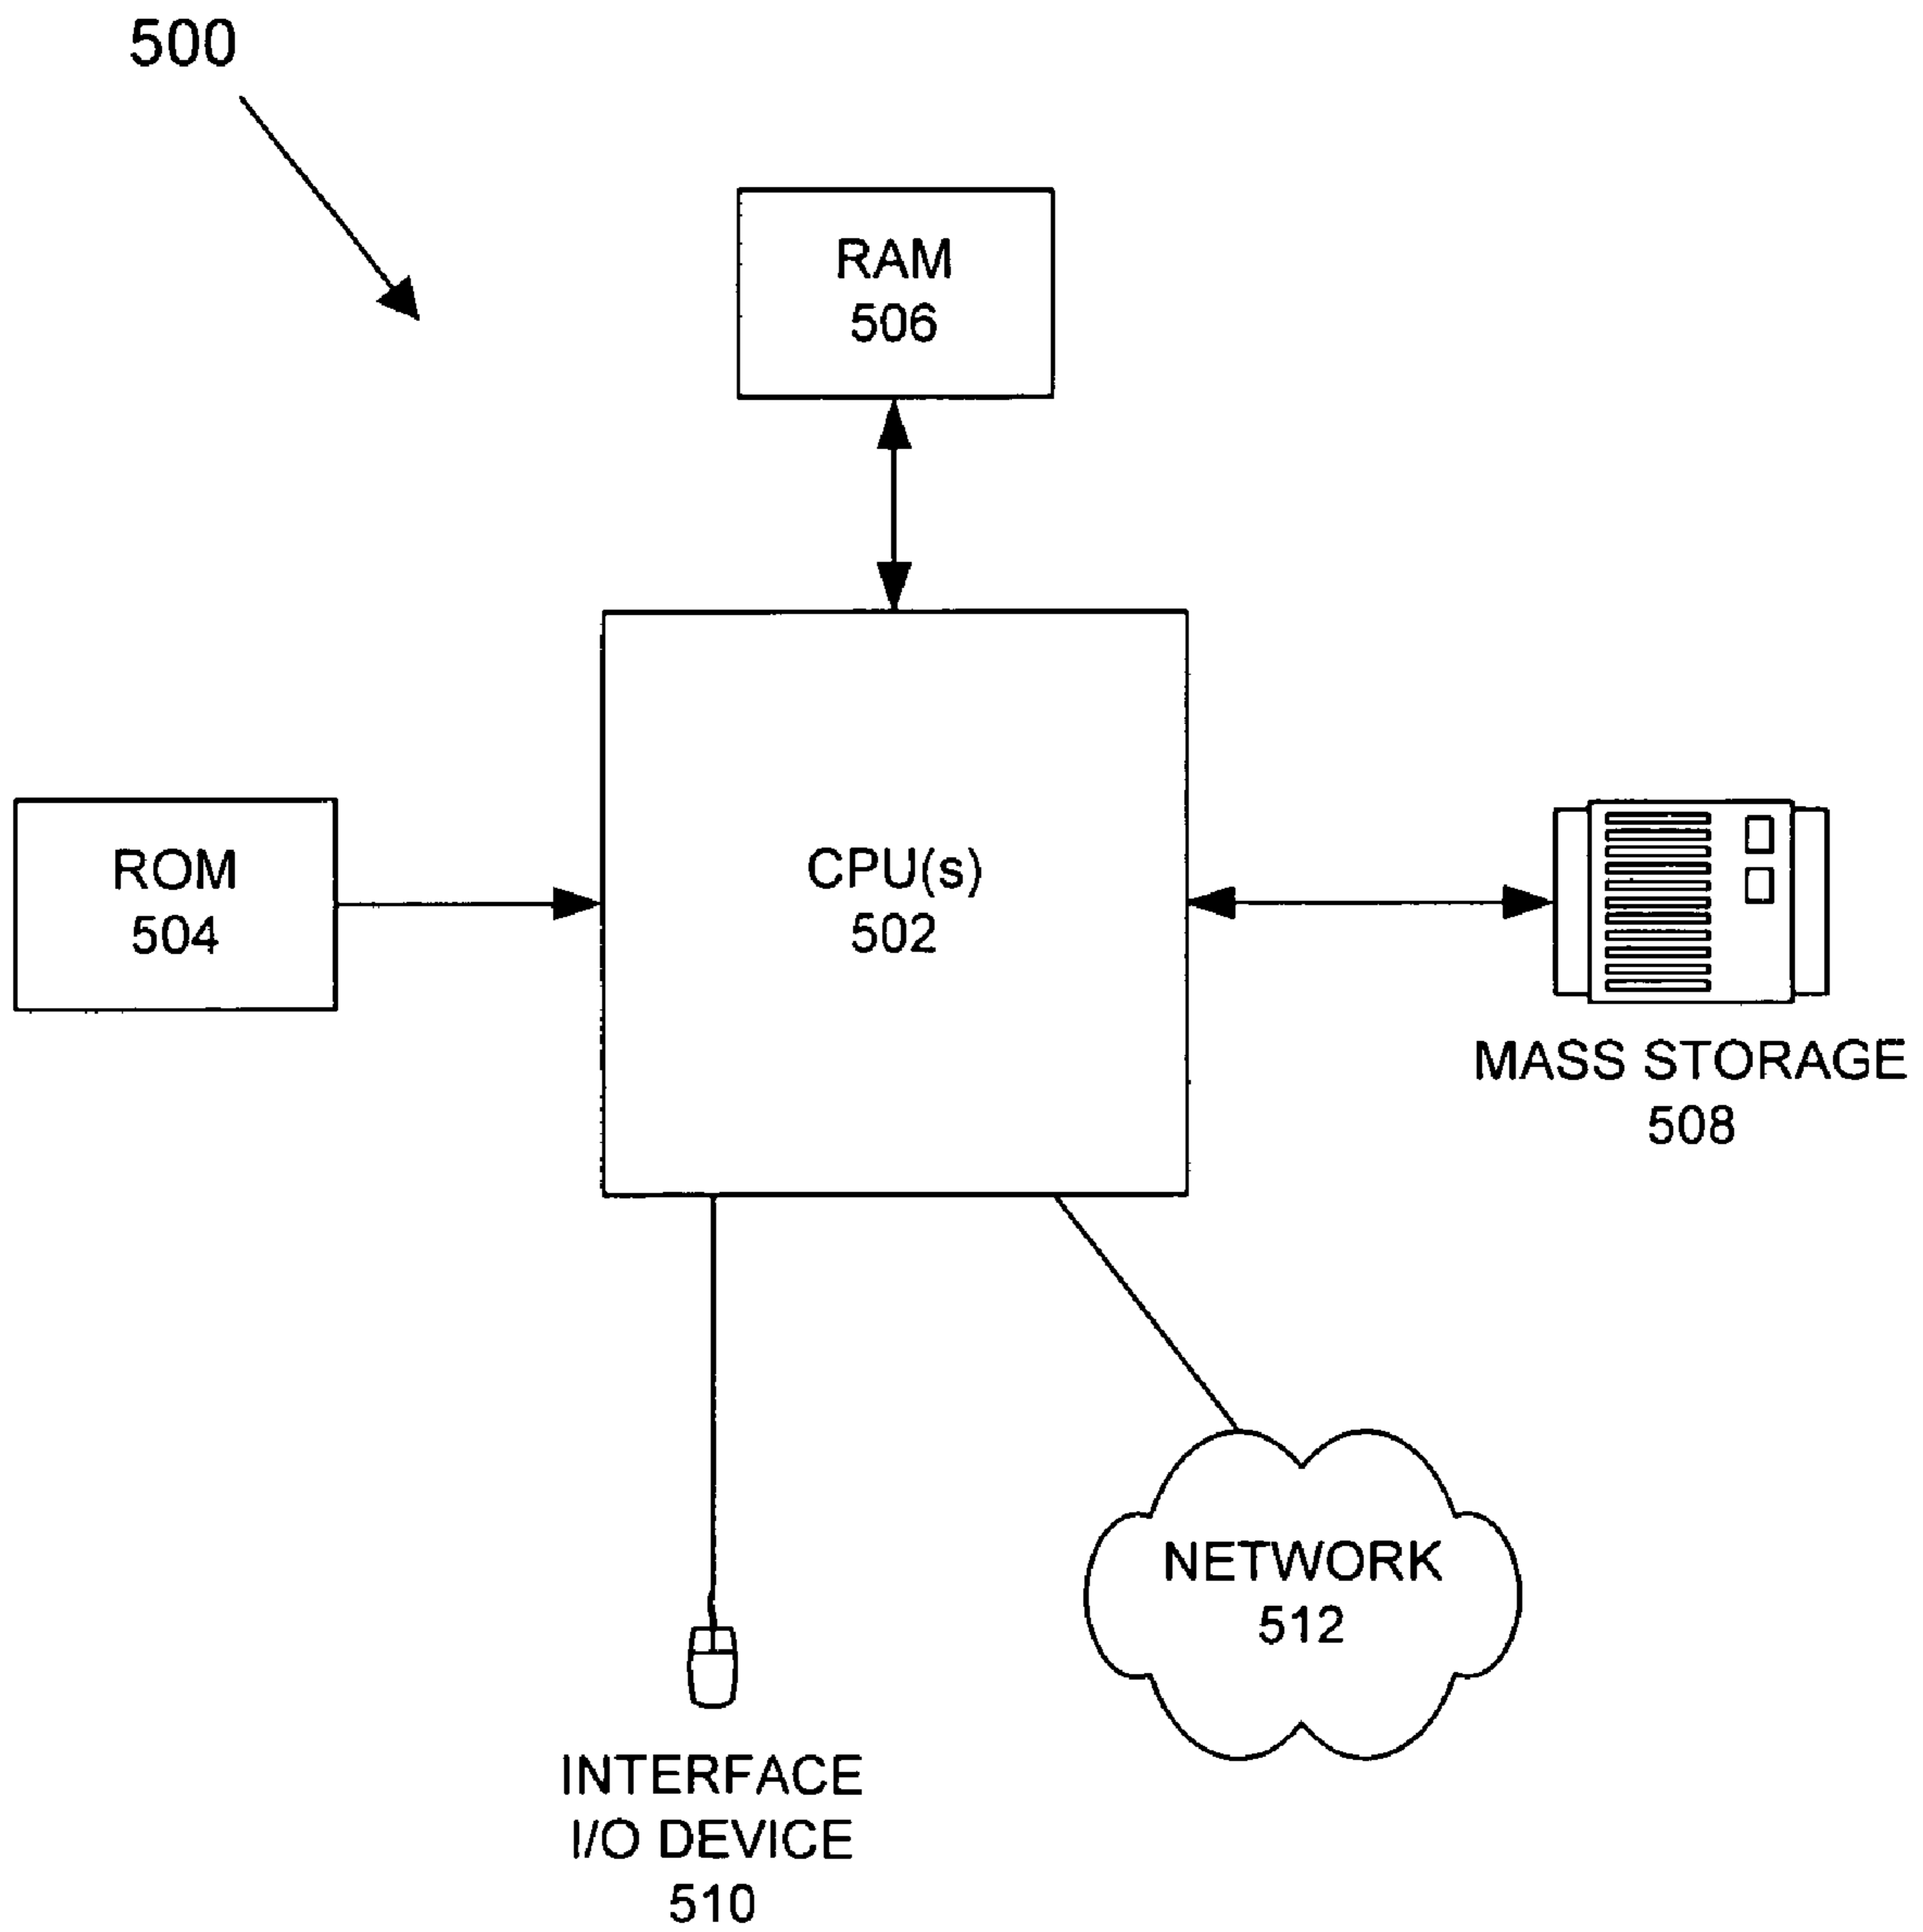 500
RAM
506
ROM
504
CPU(s)
502
MASS STORAGE
508
NETWORK
512
INTERFACE
I/O DEVICE
510